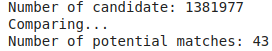 Number of candidate: 1381977
Comparing...
Number of potential matches: 43